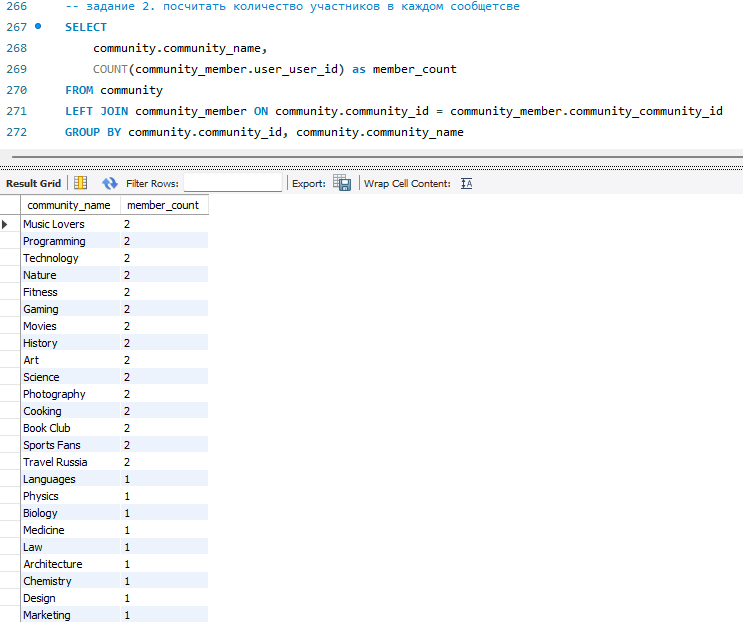 266 -- задание 2. посчитать количество участников в каждом сообщетсве
267 SELECT
268 community.community_name,
269 COUNT(community_member.user_user_id) as member_count
270 FROM community
271 LEFT JOIN community_member ON community.community_id = community_member.community_community_id
272 GROUP BY community.community_id, community.community_name
Result Grid Filter Rows: Export: Wrap Cell Content:
community_name member_count
Music Lovers 2
Programming 2
Technology 2
Nature 2
Fitness 2
Gaming 2
Movies 2
History 2
Art 2
Science 2
Photography 2
Cooking 2
Book Club 2
Sports Fans 2
Travel Russia 2
Languages 1
Physics 1
Biology 1
Medicine 1
Law 1
Architecture 1
Chemistry 1
Design 1
Marketing 1